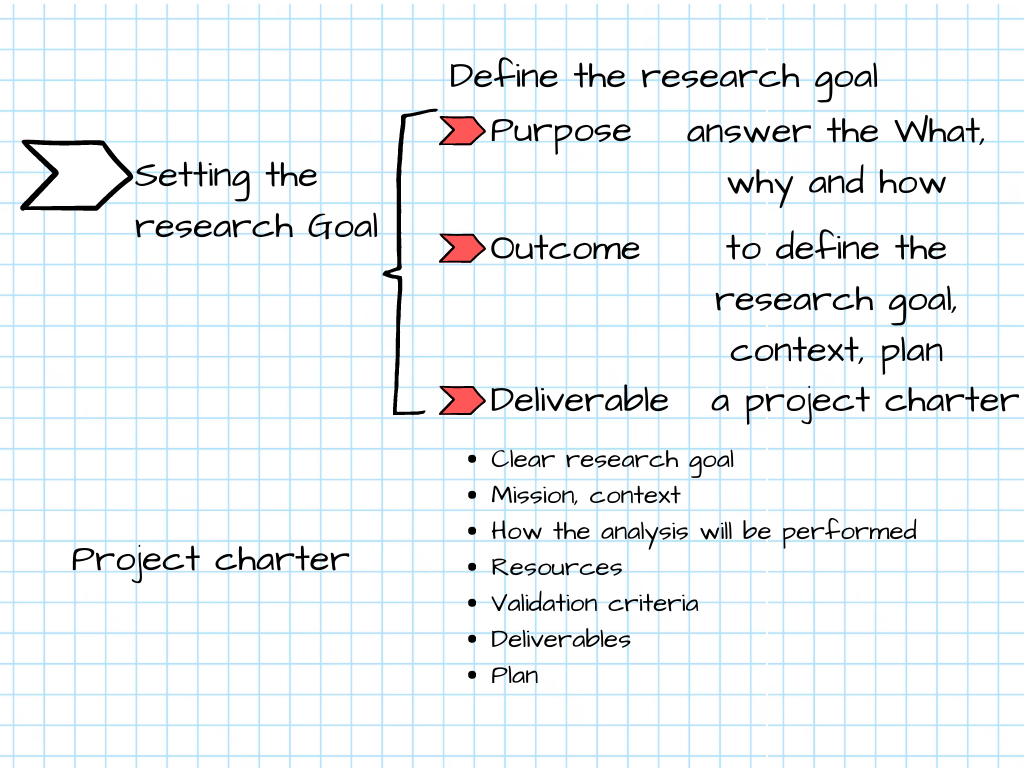 Define the research goal
Setting the
research Goal
Purpose answer the What,
why and how
Outcome to define the
research goal,
context, plan
Deliverable a project charter
Project charter
• Clear research goal
• Mission, context
• How the analysis will be performed
• Resources
• Validation criteria
• Deliverables
• Plan